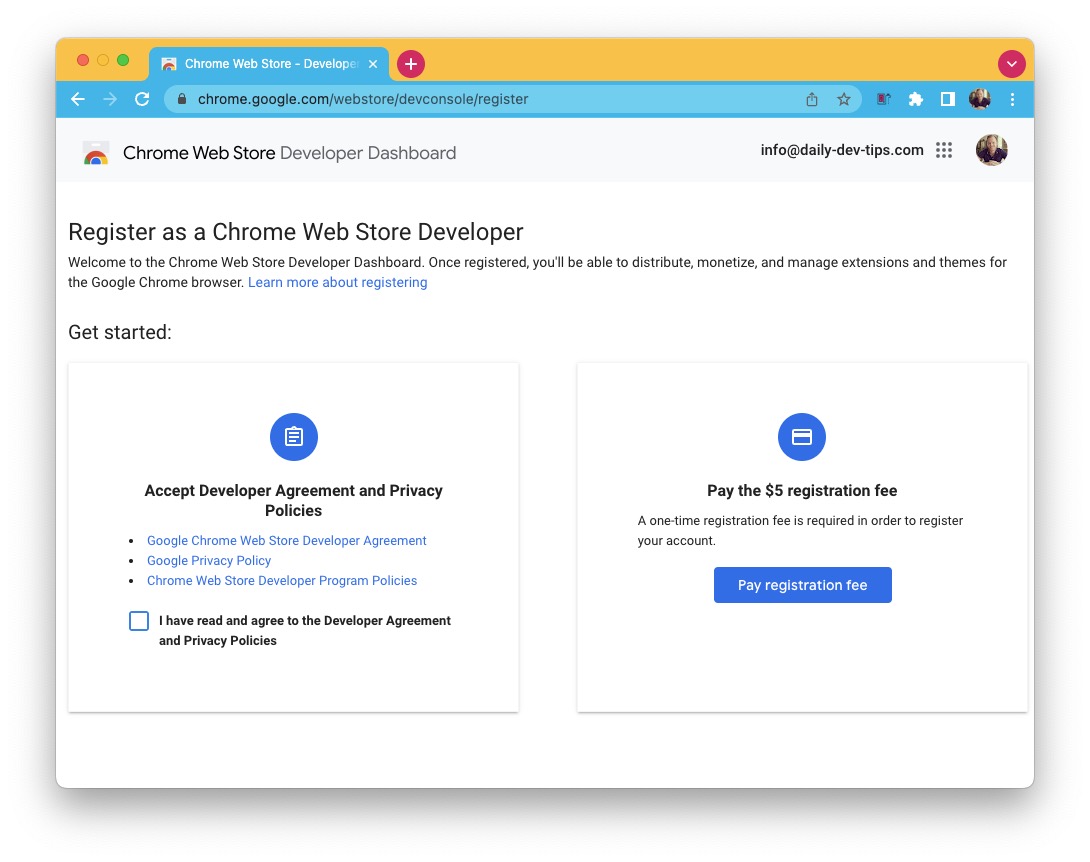 Chrome Web Store - Develope
chrome.google.com/webstore/devconsole/register
Chrome Web Store Developer Dashboard
info@daily-dev-tips.com
Register as a Chrome Web Store Developer
Welcome to the Chrome Web Store Developer Dashboard. Once registered, you'll be able to distribute, monetize, and manage extensions and themes for
the Google Chrome browser. Learn more about registering
Get started:
Accept Developer Agreement and Privacy
Policies
• Google Chrome Web Store Developer Agreement
• Google Privacy Policy
• Chrome Web Store Developer Program Policies
I have read and agree to the Developer Agreement
and Privacy Policies
Pay the $5 registration fee
A one-time registration fee is required in order to register
your account.
Pay registration fee